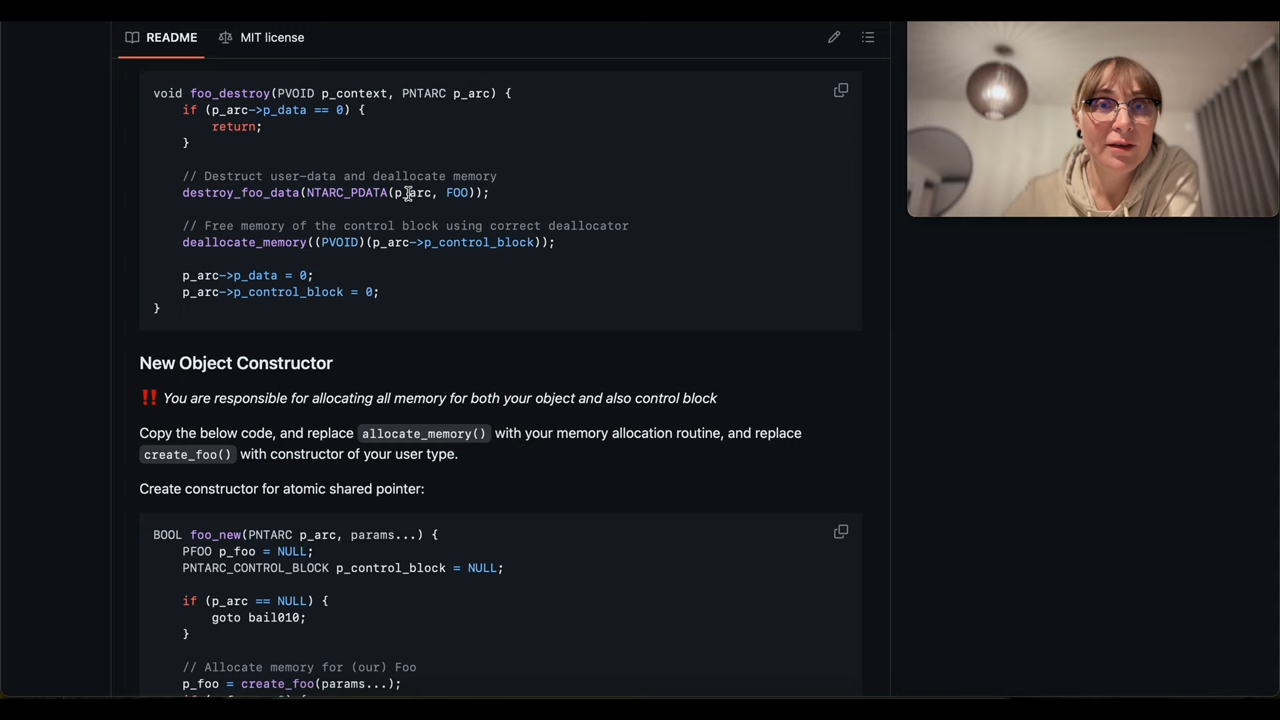 README
MIT license
void foo_destroy(PVOID p_context, PNTARC p_arc) {
if (p_arc->p_data == 0) {
return;
}
// Destruct user-data and deallocate memory
destroy_foo_data(NTARC_PDATA(p_arc, FOO));
// Free memory of the control block using correct deallocator
deallocate_memory((PVOID)(p_arc->p_control_block));
p_arc->p_data = 0;
p_arc->p_control_block = 0;
}
New Object Constructor
‼ You are responsible for allocating all memory for both your object and also control block
Copy the below code, and replace allocate_memory() with your memory allocation routine, and replace
create_foo() with constructor of your user type.
Create constructor for atomic shared pointer:
BOOL foo_new(PNTARC p_arc, params...) {
PFOO p_foo = NULL;
PNTARC_CONTROL_BLOCK p_control_block = NULL;
if (p_arc == NULL) {
goto bail010;
}
// Allocate memory for (our) Foo
p_foo = create_foo(params...);